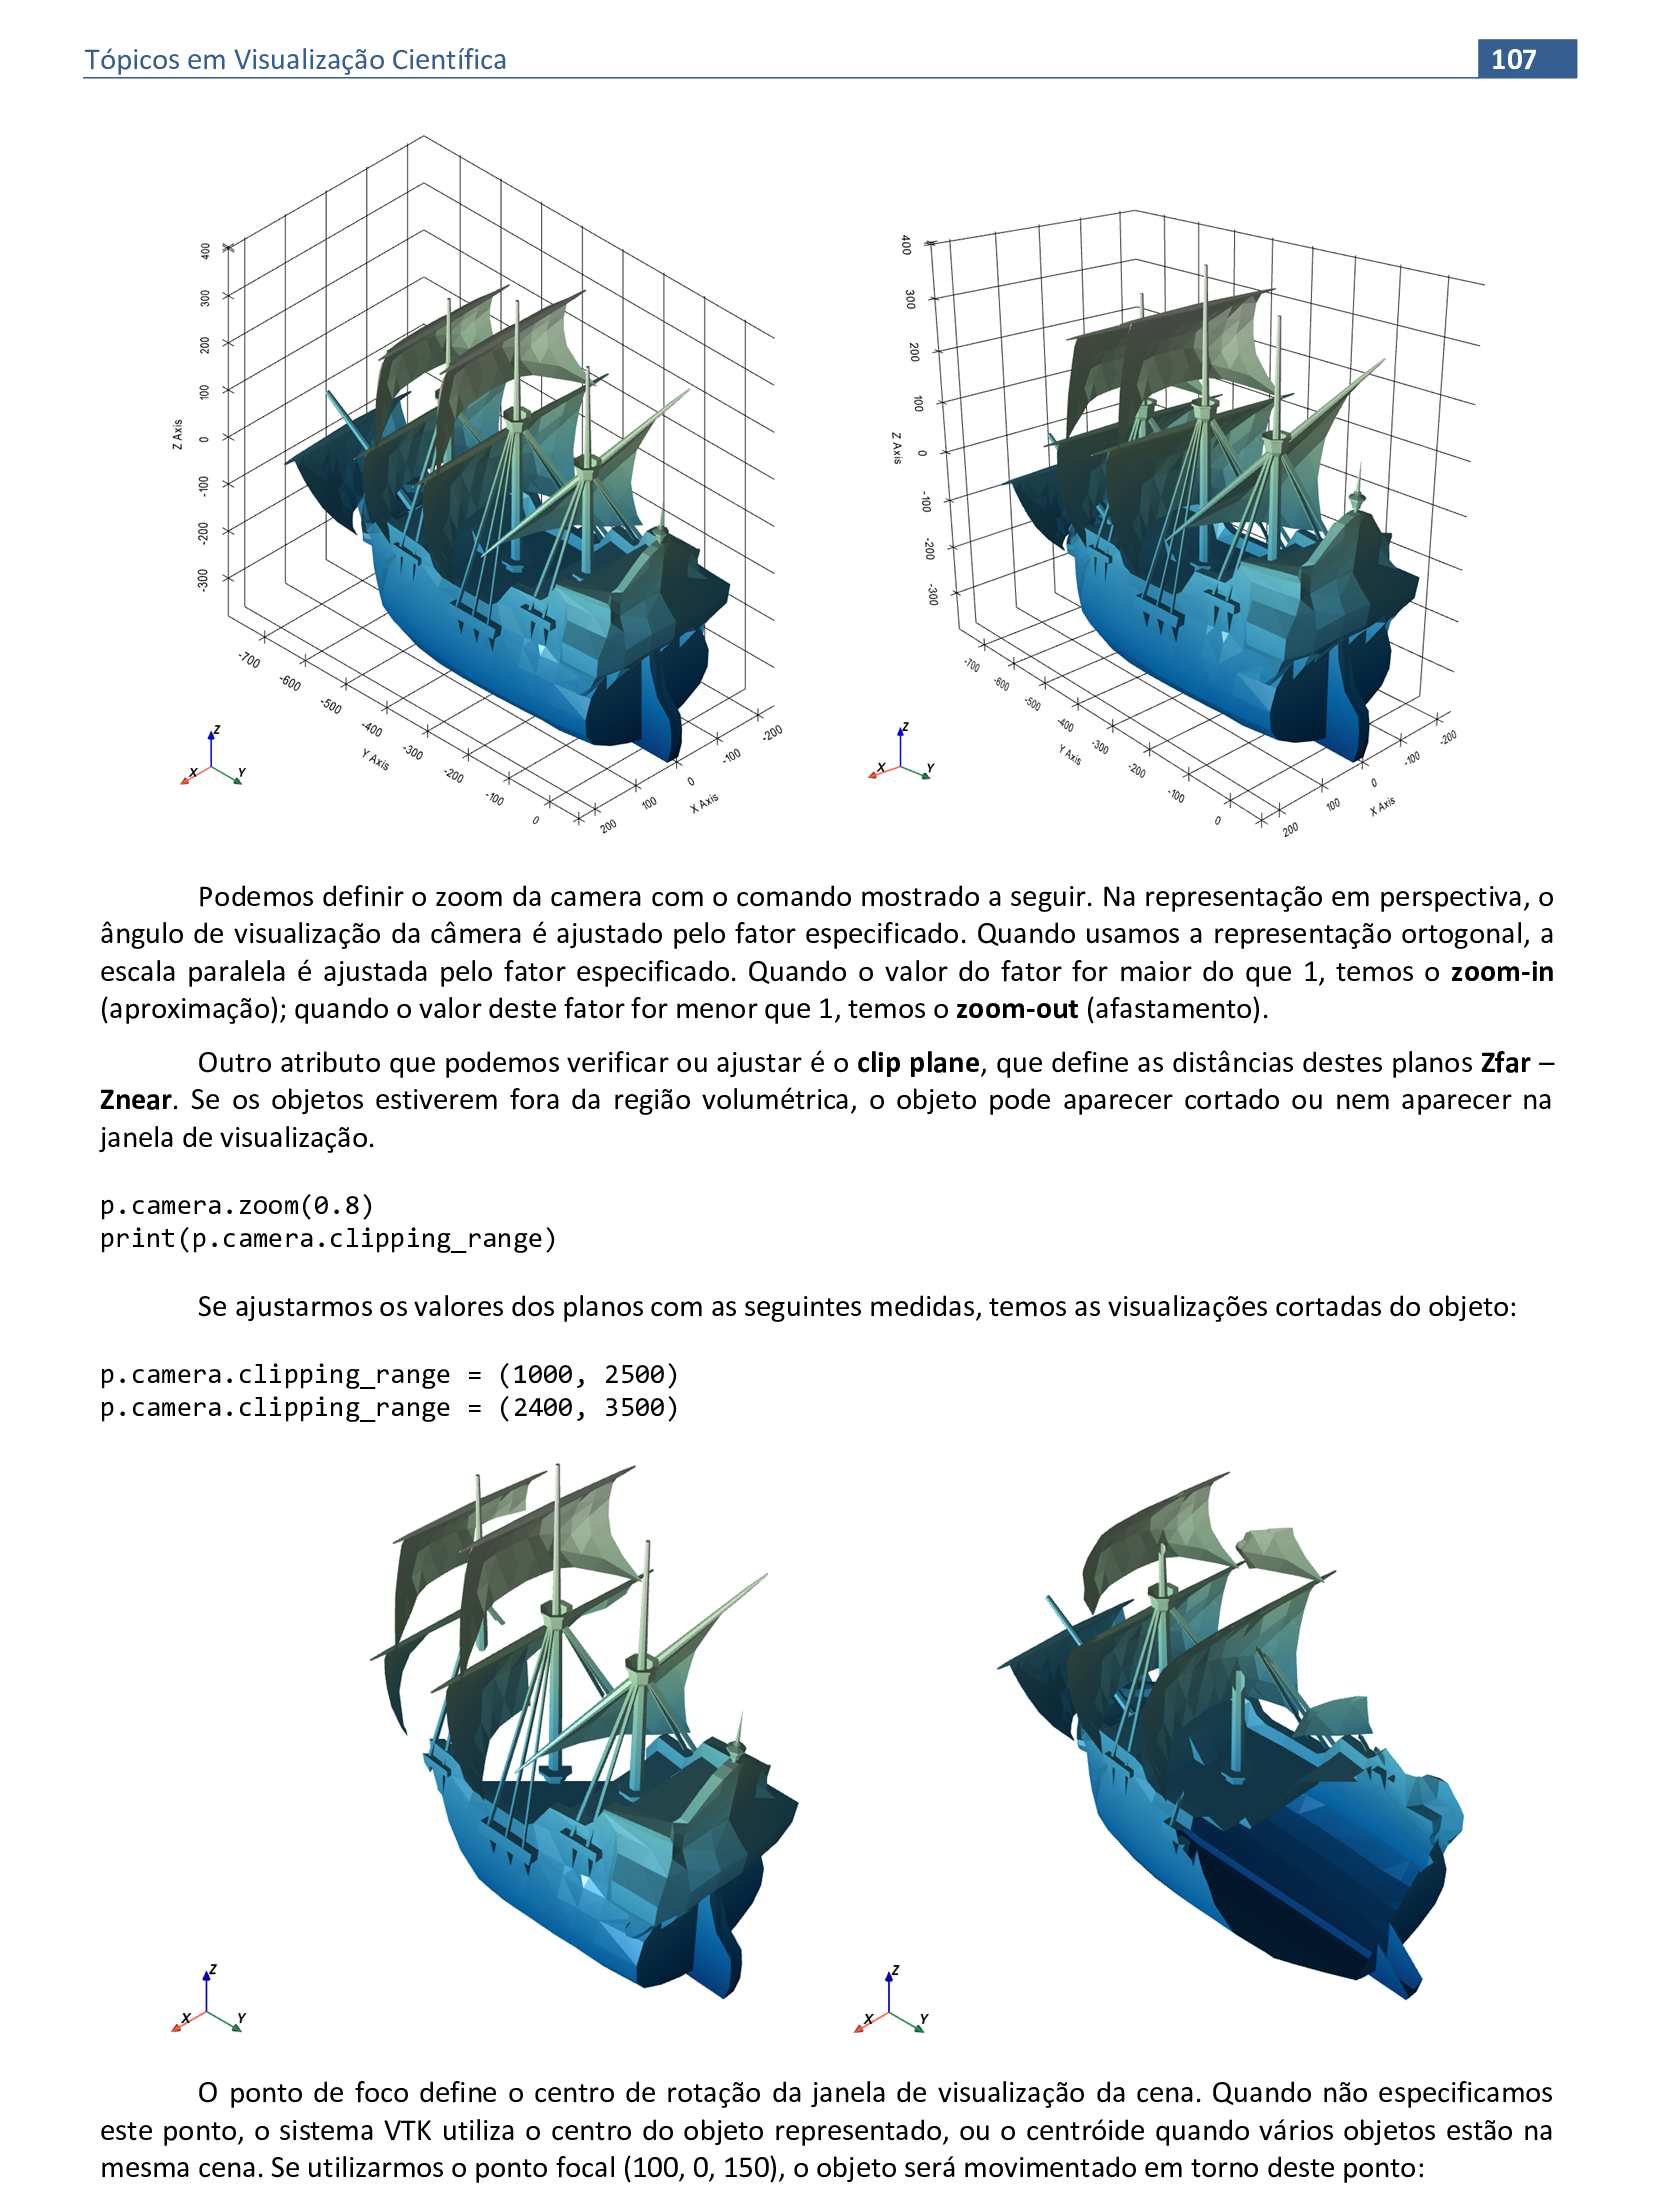 Tópicos em Visualização Científica
107
400
300
200
100
0
-100
-200
-300
Z Axis
-700
-600
-500
-400
-300
-200
-100
0
Y Axis
200
100
0
-100
-200
X Axis
Z
X
Y
400
300
200
100
0
-100
-200
-300
Z Axis
-700
-600
-500
-400
-300
-200
-100
0
Y Axis
200
100
0
-100
-200
X Axis
Z
X
Y
Podemos definir o zoom da camera com o comando mostrado a seguir. Na representação em perspectiva, o
ângulo de visualização da câmera é ajustado pelo fator especificado. Quando usamos a representação ortogonal, a
escala paralela é ajustada pelo fator especificado. Quando o valor do fator for maior do que 1, temos o zoom-in
(aproximação); quando o valor deste fator for menor que 1, temos o zoom-out (afastamento).
Outro atributo que podemos verificar ou ajustar é o clip plane, que define as distâncias destes planos Zfar –
Znear. Se os objetos estiverem fora da região volumétrica, o objeto pode aparecer cortado ou nem aparecer na
janela de visualização.
p.camera.zoom(0.8)
print(p.camera.clipping_range)
Se ajustarmos os valores dos planos com as seguintes medidas, temos as visualizações cortadas do objeto:
p.camera.clipping_range = (1000, 2500)
p.camera.clipping_range = (2400, 3500)
Z
X
Y
Z
X
Y
O ponto de foco define o centro de rotação da janela de visualização da cena. Quando não especificamos
este ponto, o sistema VTK utiliza o centro do objeto representado, ou o centróide quando vários objetos estão na
mesma cena. Se utilizarmos o ponto focal (100, 0, 150), o objeto será movimentado em torno deste ponto: